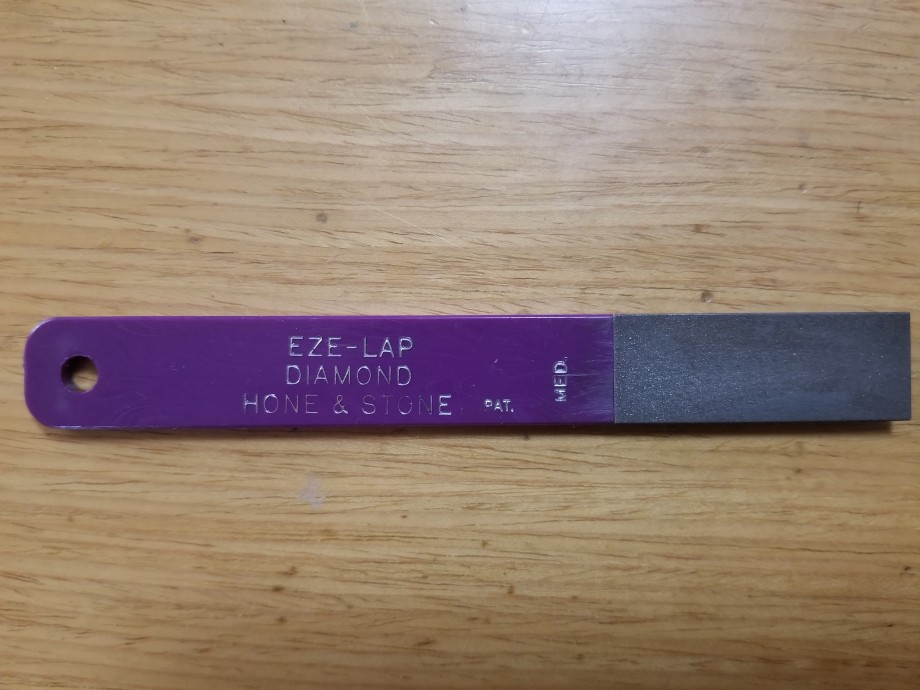 EZE-LAP
DIAMOND
HONE & STONE PAT.
MED.